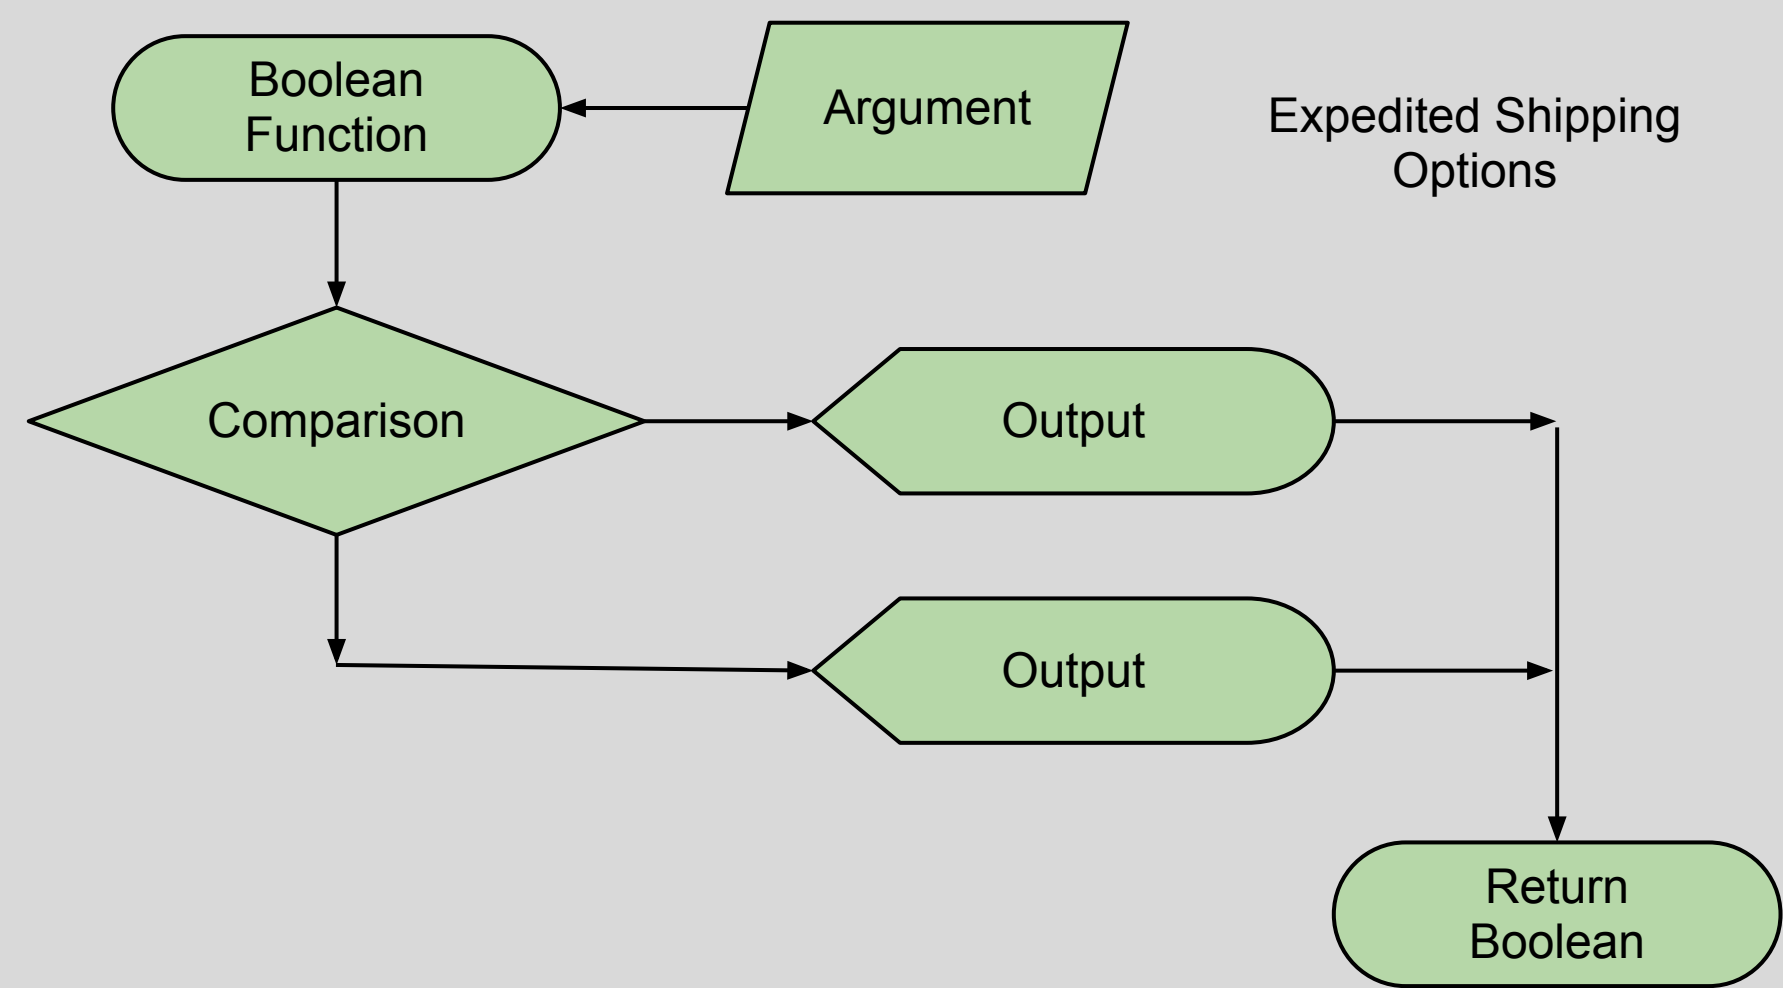 Boolean
Function
Argument
Expedited Shipping
Options
Comparison
Output
Output
Return
Boolean